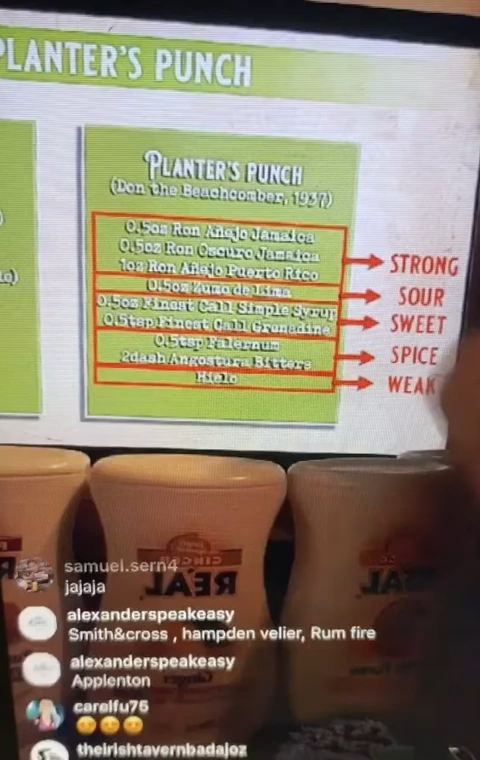 PLANTER'S PUNCH
PLANTER'S PUNCH
(Don the Beachcomber, 1937)
0.5oz Ron Añejo Jamaica
0.5oz Ron Oscuro Jamaica
1oz Ron Añejo Puerto Rico
0.5oz Zumo de Lima
0.5oz Finest Call Simple Syrup
0.5tsp Finest Call Grenadine
0.5tsp Falernum
2dash Angostura Bitters
Hielo
STRONG
SOUR
SWEET
SPICE
WEAK
GINGER
REAL
samuel.sern4
jajaja
alexanderspeakeasy
Smith&cross , hampden velier, Rum fire
alexanderspeakeasy
Applenton
carelfu75
theirishtavernbadajoz